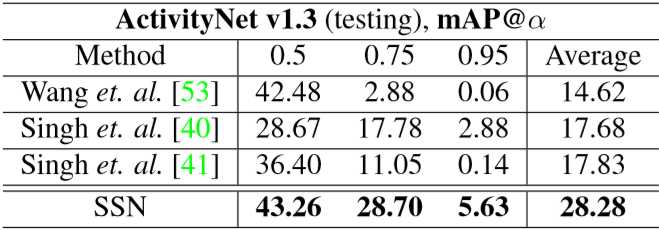 ActivityNet v1.3 (testing), mAP@α
Method 0.5 0.75 0.95 Average
Wang et. al. [53] 42.48 2.88 0.06 14.62
Singh et. al. [40] 28.67 17.78 2.88 17.68
Singh et. al. [41] 36.40 11.05 0.14 17.83
SSN 43.26 28.70 5.63 28.28